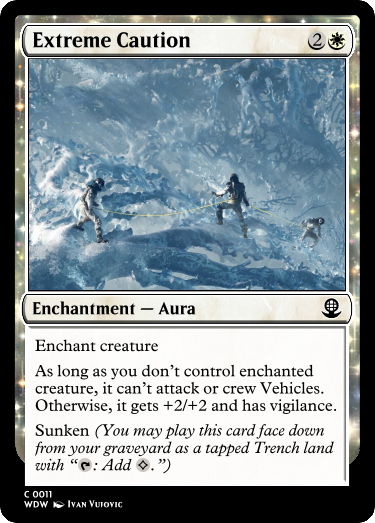 Extreme Caution 2
Enchantment — Aura
Enchant creature
As long as you don't control enchanted
creature, it can't attack or crew Vehicles.
Otherwise, it gets +2/+2 and has vigilance.
Sunken (You may play this card face down
from your graveyard as a tapped Trench land
with “: Add .”)
C 0011
WDW Ivan Vujovic